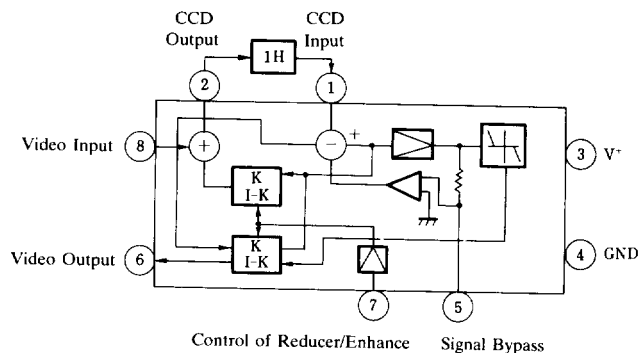 CCD
Output
CCD
Input
1H
2
1
Video Input
8
+
−
+
3
V+
K
I-K
K
I-K
Video Output
6
4
GND
7
5
Control of Reducer/Enhance
Signal Bypass